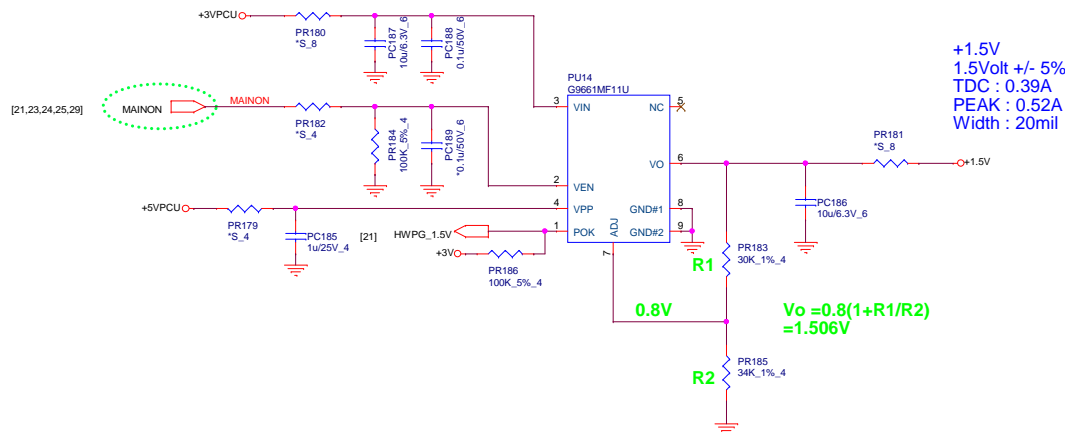 +3VPCU
PR180
*S_8
PC187
10u/6.3V_6
PC188
0.1u/50V_6
[21,23,24,25,29]
MAINON
MAINON
PR182
*S_4
PR184
100K_5%_4
PC189
*0.1u/50V_6
+5VPCU
PR179
*S_4
PC185
1u/25V_4
[21]
HWPG_1.5V
+3V
PR186
100K_5%_4
PU14
G9661MF11U
3
VIN
NC
5
VO
6
2
VEN
4
VPP
GND#1
8
1
POK
GND#2
9
ADJ
7
+1.5V
1.5Volt +/- 5%
TDC : 0.39A
PEAK : 0.52A
Width : 20mil
PR181
*S_8
+1.5V
PC186
10u/6.3V_6
R1
PR183
30K_1%_4
0.8V
Vo =0.8(1+R1/R2)
=1.506V
R2
PR185
34K_1%_4